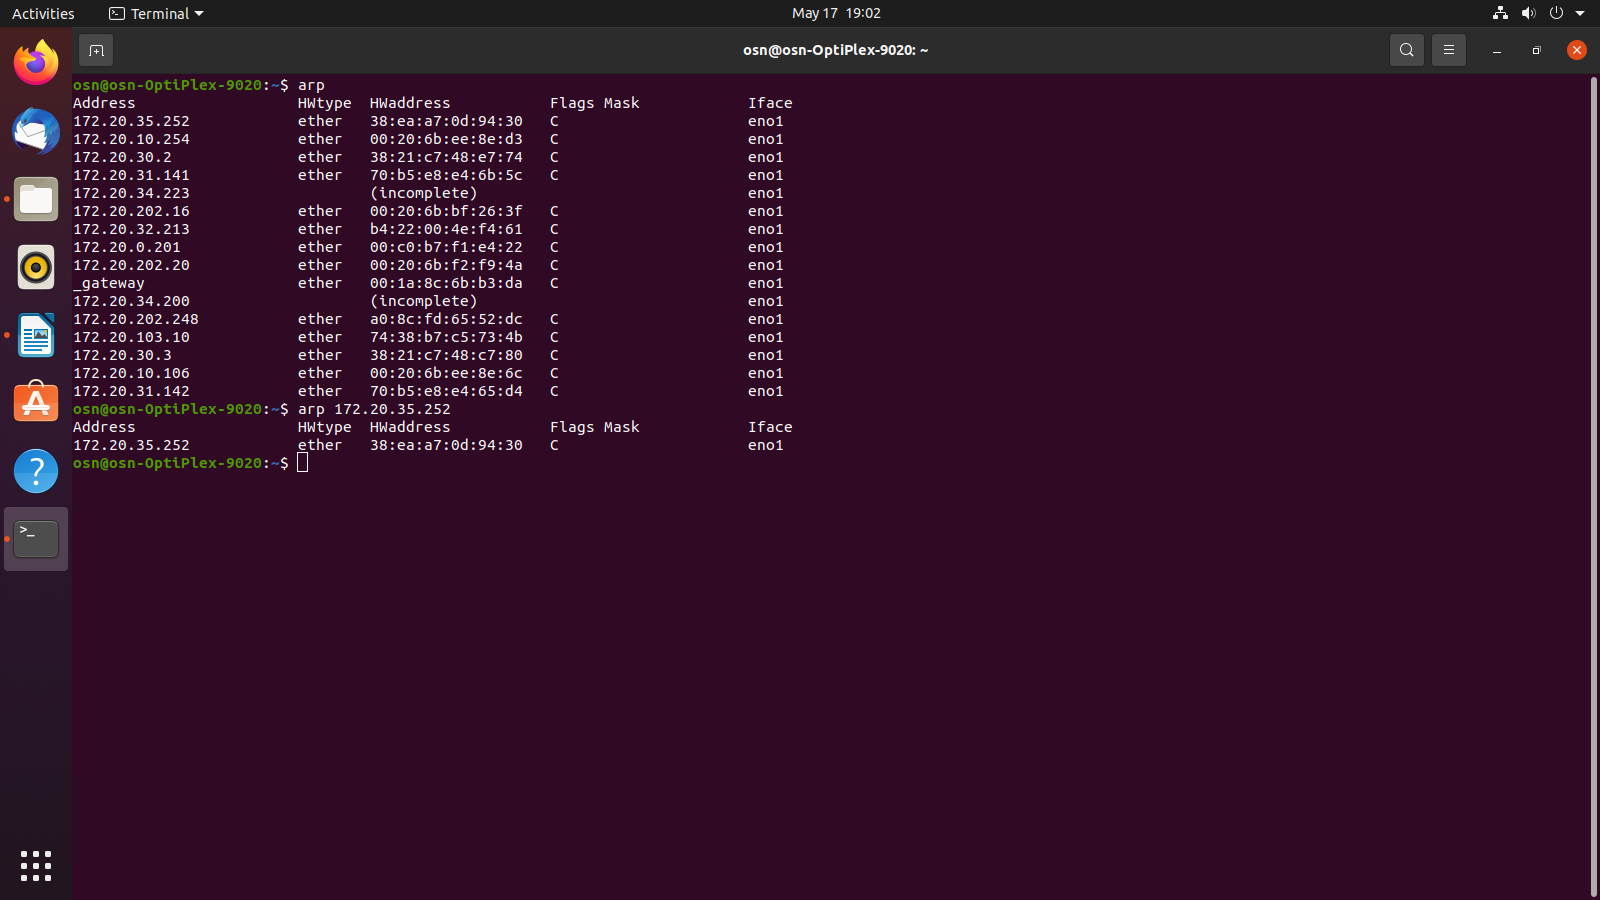 Activities Terminal May 17 19:02
osn@osn-OptiPlex-9020: ~
osn@osn-OptiPlex-9020:~$ arp
Address HWtype HWaddress Flags Mask Iface
172.20.35.252 ether 38:ea:a7:0d:94:30 C eno1
172.20.10.254 ether 00:20:6b:ee:8e:d3 C eno1
172.20.30.2 ether 38:21:c7:48:e7:74 C eno1
172.20.31.141 ether 70:b5:e8:e4:6b:5c C eno1
172.20.34.223 (incomplete) eno1
172.20.202.16 ether 00:20:6b:bf:26:3f C eno1
172.20.32.213 ether b4:22:00:4e:f4:61 C eno1
172.20.0.201 ether 00:c0:b7:f1:e4:22 C eno1
172.20.202.20 ether 00:20:6b:f2:f9:4a C eno1
_gateway ether 00:1a:8c:6b:b3:da C eno1
172.20.34.200 (incomplete) eno1
172.20.202.248 ether a0:8c:fd:65:52:dc C eno1
172.20.103.10 ether 74:38:b7:c5:73:4b C eno1
172.20.30.3 ether 38:21:c7:48:c7:80 C eno1
172.20.10.106 ether 00:20:6b:ee:8e:6c C eno1
172.20.31.142 ether 70:b5:e8:e4:65:d4 C eno1
osn@osn-OptiPlex-9020:~$ arp 172.20.35.252
Address HWtype HWaddress Flags Mask Iface
172.20.35.252 ether 38:ea:a7:0d:94:30 C eno1
osn@osn-OptiPlex-9020:~$